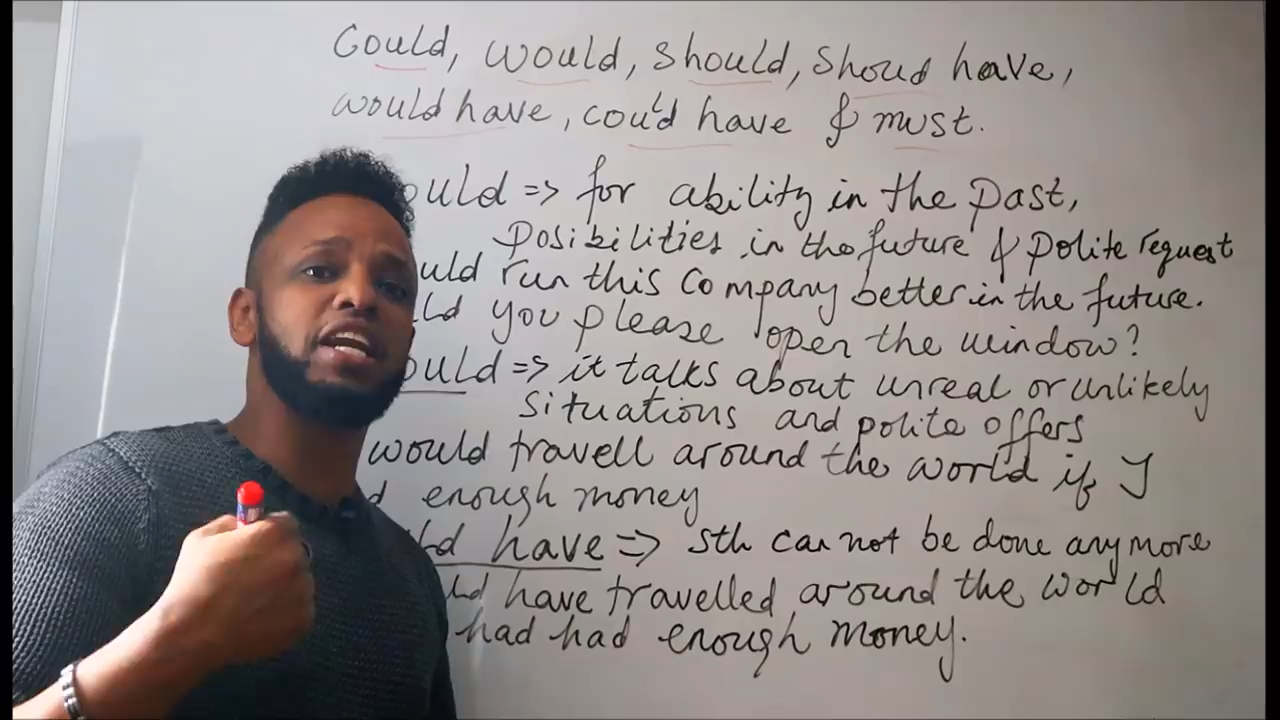 Could, would, should, shoud have,
would have, could have & must.
ould => for ability in the past,
posibilities in the future & polite request
uld run this company better in the future.
ld you please open the window?
ould => it talks about unreal or unlikely
situations and polite offers
would travell around the world if I
d enough money
ld have => sth can not be done anymore
ld have travelled around the world
had had enough money.